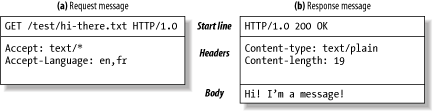 (a) Request message
GET /test/hi-there.txt HTTP/1.0
Accept: text/*
Accept-Language: en,fr
Start line
Headers
Body
(b) Response message
HTTP/1.0 200 OK
Content-type: text/plain
Content-length: 19
Hi! I'm a message!